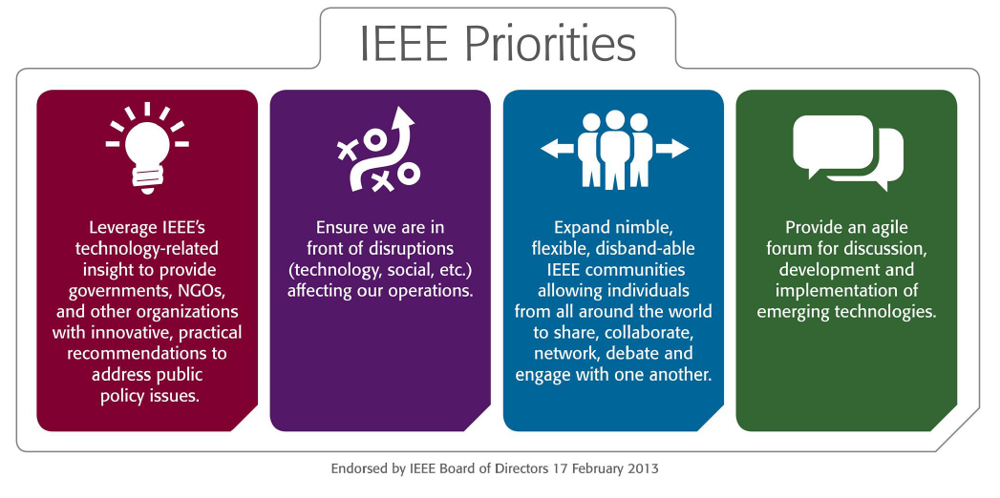 IEEE Priorities
Leverage IEEE's
technology-related
insight to provide
governments, NGOs,
and other organizations
with innovative, practical
recommendations to
address public
policy issues.
Ensure we are in
front of disruptions
(technology, social, etc.)
affecting our operations.
Expand nimble,
flexible, disband-able
IEEE communities
allowing individuals
from all around the world
to share, collaborate,
network, debate and
engage with one another.
Provide an agile
forum for discussion,
development and
implementation of
emerging technologies.
Endorsed by IEEE Board of Directors 17 February 2013